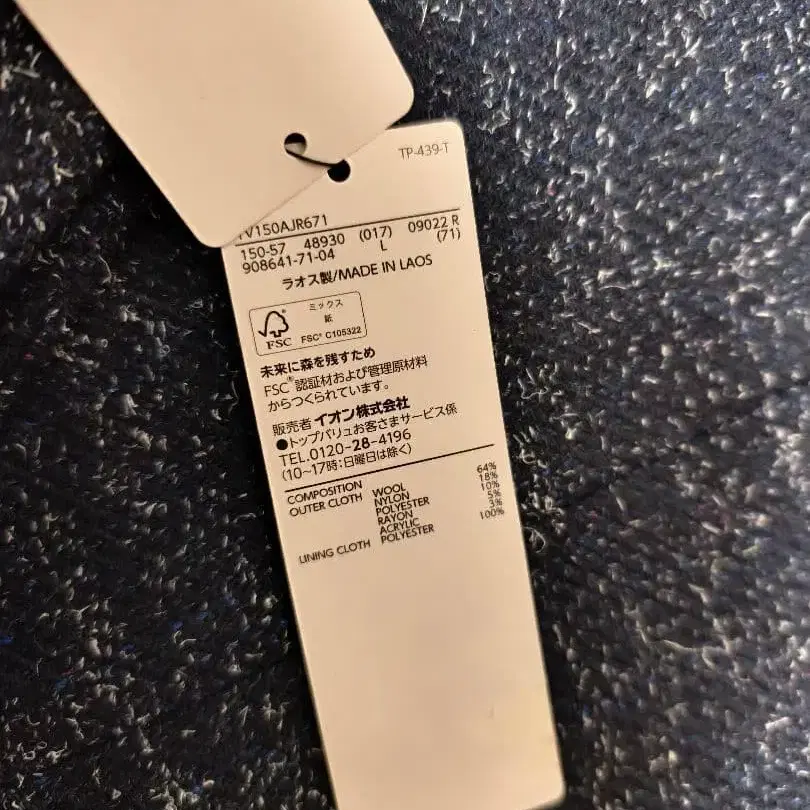 TP-439-T
TV150AJR671
150-57 48930 (017) 09022 R
908641-71-04 L (71)
ラオス製/MADE IN LAOS
ミックス
紙
FSC FSC® C105322
未来に森を残すため
FSC®認証材および管理原材料
からつくられています。
販売者 イオン株式会社
●トップバリュお客さまサービス係
TEL.0120-28-4196
(10~17時:日曜日は除く)
COMPOSITION
OUTER CLOTH WOOL 64%
NYLON 18%
POLYESTER 10%
RAYON 5%
ACRYLIC 3%
LINING CLOTH POLYESTER 100%